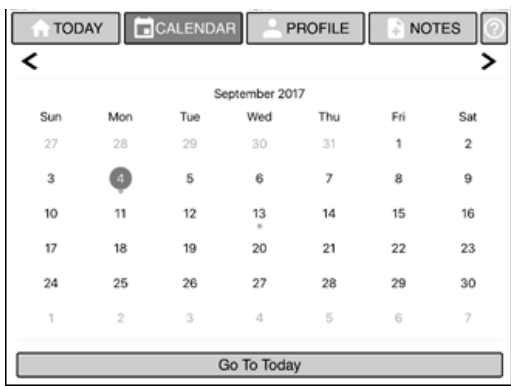 TODAY CALENDAR PROFILE NOTES ?
< >
September 2017
Sun Mon Tue Wed Thu Fri Sat
27 28 29 30 31 1 2
3 4 5 6 7 8 9
10 11 12 13 14 15 16
17 18 19 20 21 22 23
24 25 26 27 28 29 30
1 2 3 4 5 6 7
Go To Today